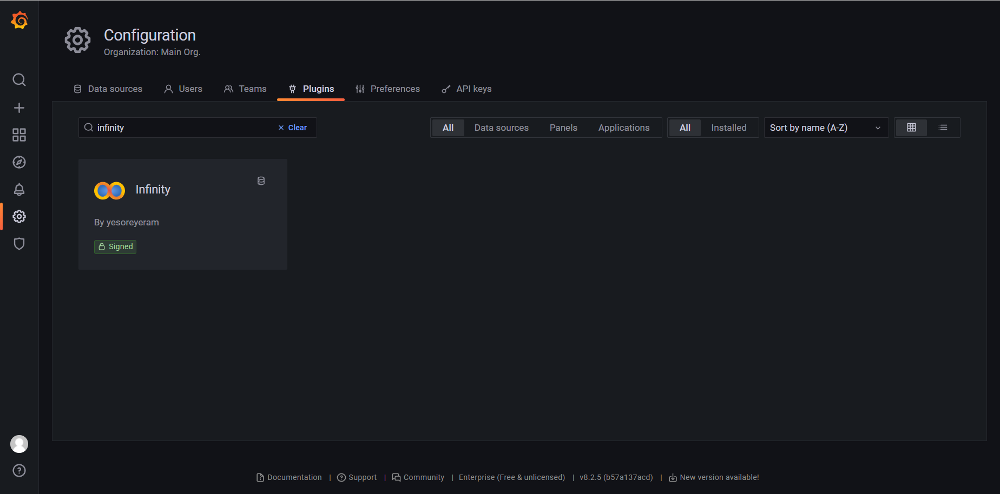 Configuration
Organization: Main Org.
Data sources Users Teams Plugins Preferences API keys
infinity Clear All Data sources Panels Applications All Installed Sort by name (A-Z)
Infinity
By yesoreyeram
Signed
Documentation | Support | Community | Enterprise (Free & unlicensed) | v8.2.5 (b57a137acd) | New version available!